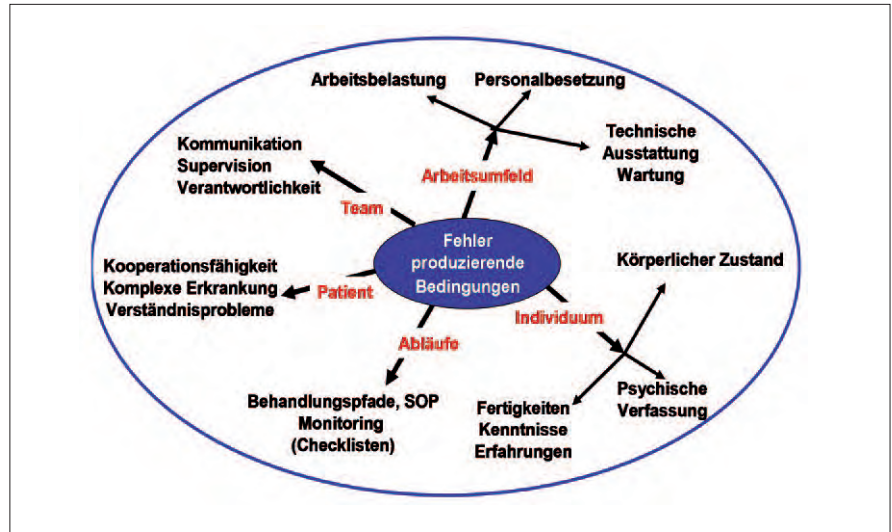 Arbeitsbelastung
Personalbesetzung
Technische
Ausstattung
Wartung
Arbeitsumfeld
Kommunikation
Supervision
Verantwortlichkeit
Team
Fehler
produzierende
Bedingungen
Kooperationsfähigkeit
Komplexe Erkrankung
Verständnisprobleme
Patient
Körperlicher Zustand
Individuum
Abläufe
Behandlungspfade, SOP
Monitoring
(Checklisten)
Fertigkeiten
Kenntnisse
Erfahrungen
Psychische
Verfassung